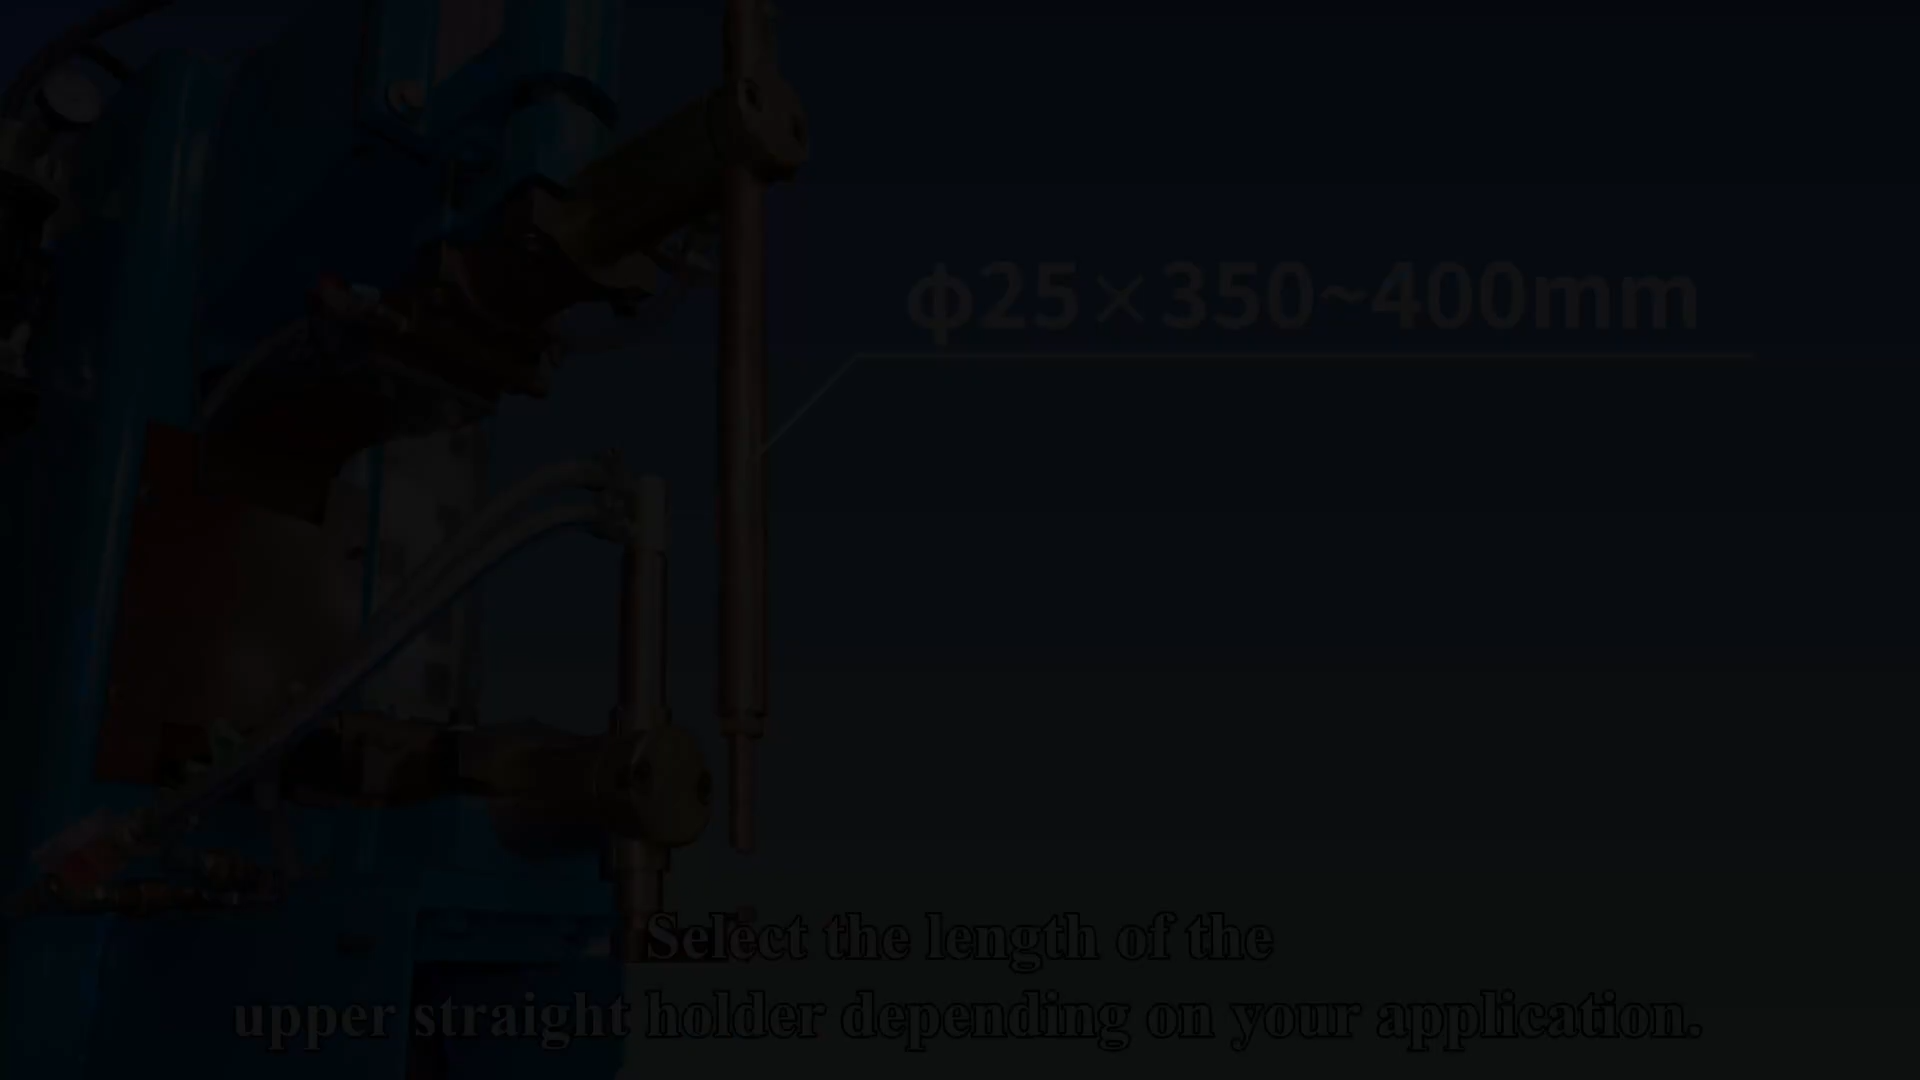 ϕ25×350~400mm
Select the length of the
upper straight holder depending on your application.